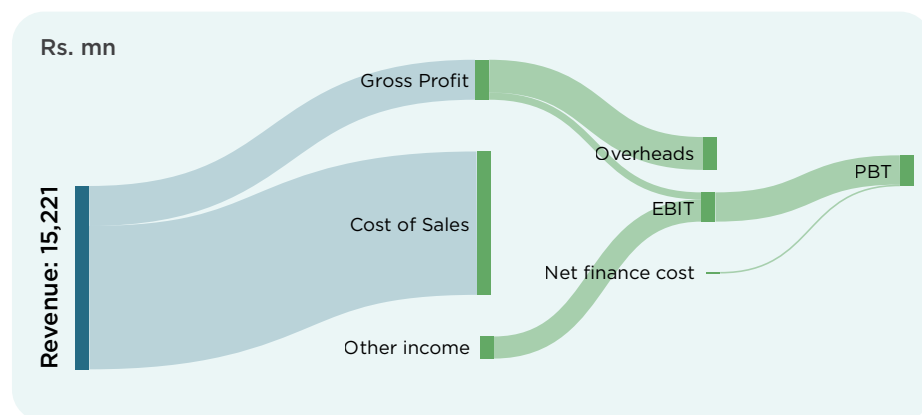 Rs. mn
Gross Profit
Overheads
PBT
EBIT
Revenue: 15,221
Cost of Sales
Net finance cost
Other income